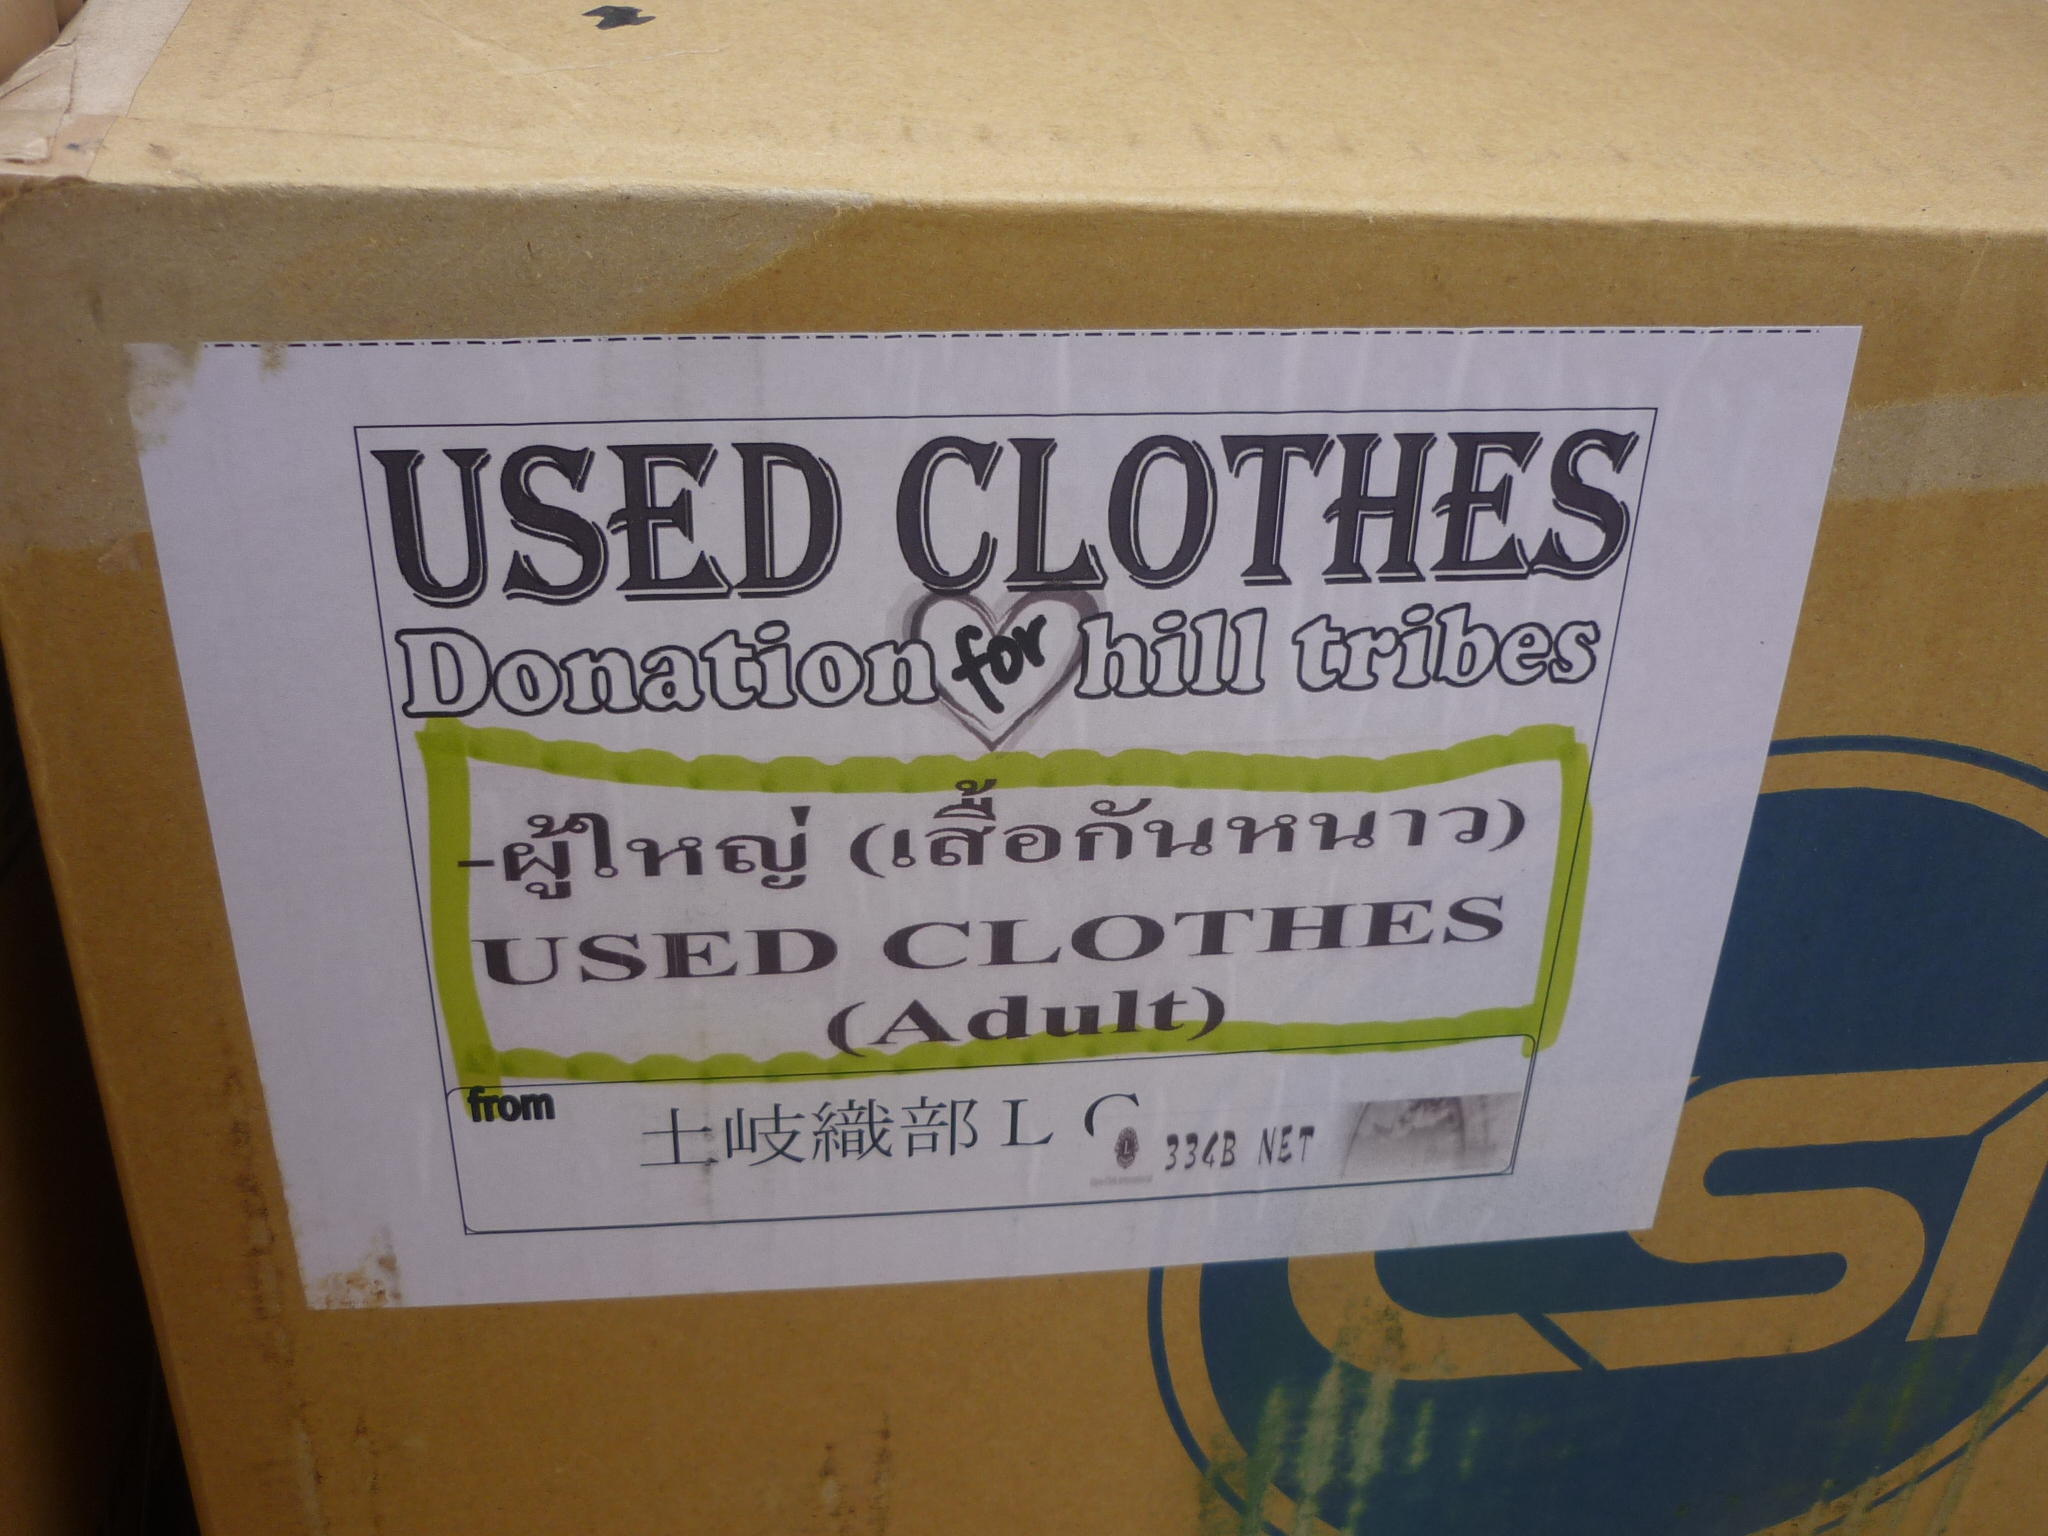 USED CLOTHES
Donation for hill tribes
-ผู้ใหญ่ (เสื้อกันหนาว)
USED CLOTHES
(Adult)
from
土岐織部ＬＣ
334B NET